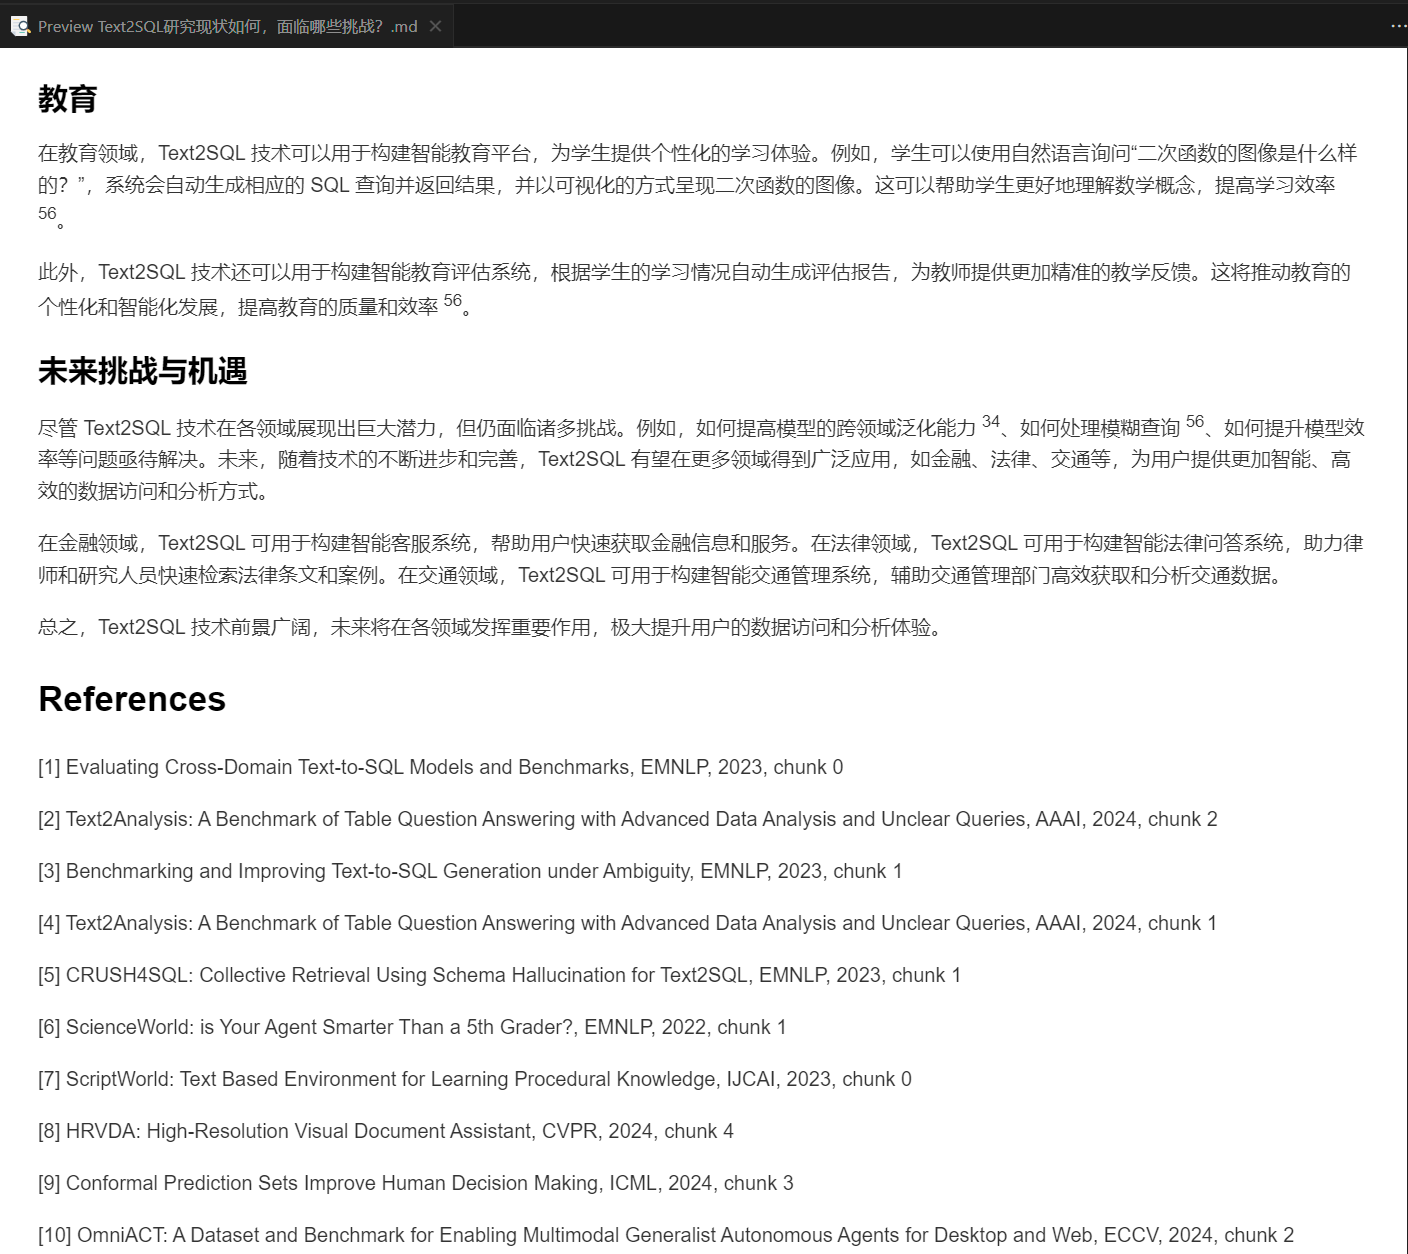 Preview Text2SQL研究现状如何，面临哪些挑战？.md
教育
在教育领域，Text2SQL 技术可以用于构建智能教育平台，为学生提供个性化的学习体验。例如，学生可以使用自然语言询问“二次函数的图像是什么样
的？”，系统会自动生成相应的 SQL 查询并返回结果，并以可视化的方式呈现二次函数的图像。这可以帮助学生更好地理解数学概念，提高学习效率
56。
此外，Text2SQL 技术还可以用于构建智能教育评估系统，根据学生的学习情况自动生成评估报告，为教师提供更加精准的教学反馈。这将推动教育的
个性化和智能化发展，提高教育的质量和效率 56。
未来挑战与机遇
尽管 Text2SQL 技术在各领域展现出巨大潜力，但仍面临诸多挑战。例如，如何提高模型的跨领域泛化能力 34、如何处理模糊查询 56、如何提升模型效
率等问题亟待解决。未来，随着技术的不断进步和完善，Text2SQL 有望在更多领域得到广泛应用，如金融、法律、交通等，为用户提供更加智能、高
效的数据访问和分析方式。
在金融领域，Text2SQL 可用于构建智能客服系统，帮助用户快速获取金融信息和服务。在法律领域，Text2SQL 可用于构建智能法律问答系统，助力律
师和研究人员快速检索法律条文和案例。在交通领域，Text2SQL 可用于构建智能交通管理系统，辅助交通管理部门高效获取和分析交通数据。
总之，Text2SQL 技术前景广阔，未来将在各领域发挥重要作用，极大提升用户的数据访问和分析体验。
References
[1] Evaluating Cross-Domain Text-to-SQL Models and Benchmarks, EMNLP, 2023, chunk 0
[2] Text2Analysis: A Benchmark of Table Question Answering with Advanced Data Analysis and Unclear Queries, AAAI, 2024, chunk 2
[3] Benchmarking and Improving Text-to-SQL Generation under Ambiguity, EMNLP, 2023, chunk 1
[4] Text2Analysis: A Benchmark of Table Question Answering with Advanced Data Analysis and Unclear Queries, AAAI, 2024, chunk 1
[5] CRUSH4SQL: Collective Retrieval Using Schema Hallucination for Text2SQL, EMNLP, 2023, chunk 1
[6] ScienceWorld: is Your Agent Smarter Than a 5th Grader?, EMNLP, 2022, chunk 1
[7] ScriptWorld: Text Based Environment for Learning Procedural Knowledge, IJCAI, 2023, chunk 0
[8] HRVDA: High-Resolution Visual Document Assistant, CVPR, 2024, chunk 4
[9] Conformal Prediction Sets Improve Human Decision Making, ICML, 2024, chunk 3
[10] OmniACT: A Dataset and Benchmark for Enabling Multimodal Generalist Autonomous Agents for Desktop and Web, ECCV, 2024, chunk 2